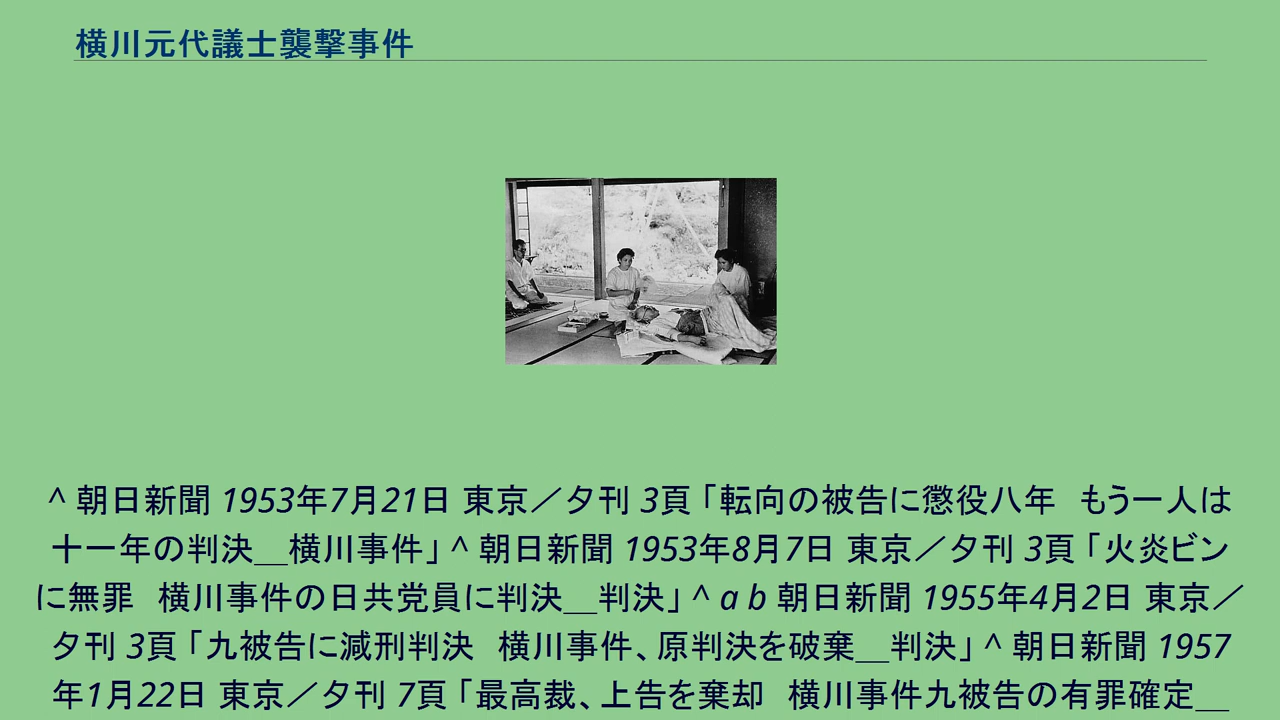 横川元代議士襲撃事件
^ 朝日新聞 1953年7月21日 東京／夕刊 3頁「転向の被告に懲役八年　もう一人は
十一年の判決__横川事件」^ 朝日新聞 1953年8月7日 東京／夕刊 3頁「火炎ビン
に無罪　横川事件の日共党員に判決__判決」^ a b 朝日新聞 1955年4月2日 東京／
夕刊 3頁「九被告に減刑判決　横川事件、原判決を破棄__判決」^ 朝日新聞 1957
年1月22日 東京／夕刊 7頁「最高裁、上告を棄却　横川事件九被告の有罪確定__